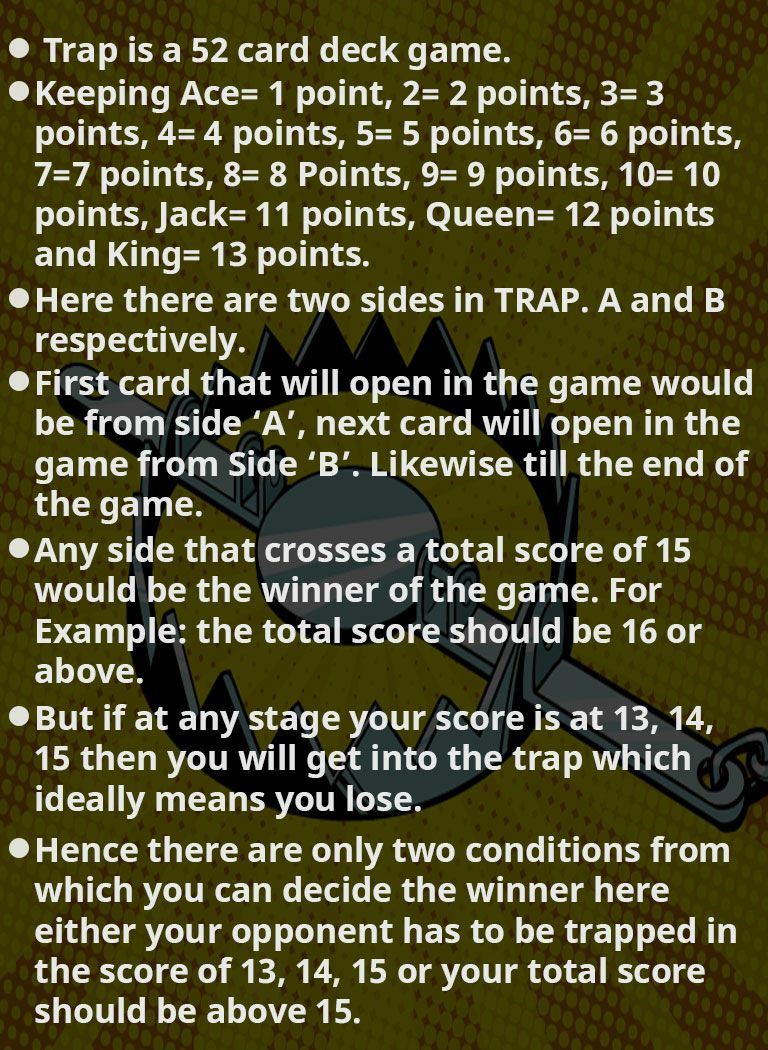 ● Trap is a 52 card deck game.
● Keeping Ace= 1 point, 2= 2 points, 3= 3
points, 4= 4 points, 5= 5 points, 6= 6 points,
7=7 points, 8= 8 Points, 9= 9 points, 10= 10
points, Jack= 11 points, Queen= 12 points
and King= 13 points.
● Here there are two sides in TRAP. A and B
respectively.
● First card that will open in the game would
be from side ‘A’, next card will open in the
game from Side ‘B’. Likewise till the end of
the game.
● Any side that crosses a total score of 15
would be the winner of the game. For
Example: the total score should be 16 or
above.
● But if at any stage your score is at 13, 14,
15 then you will get into the trap which
ideally means you lose.
● Hence there are only two conditions from
which you can decide the winner here
either your opponent has to be trapped in
the score of 13, 14, 15 or your total score
should be above 15.